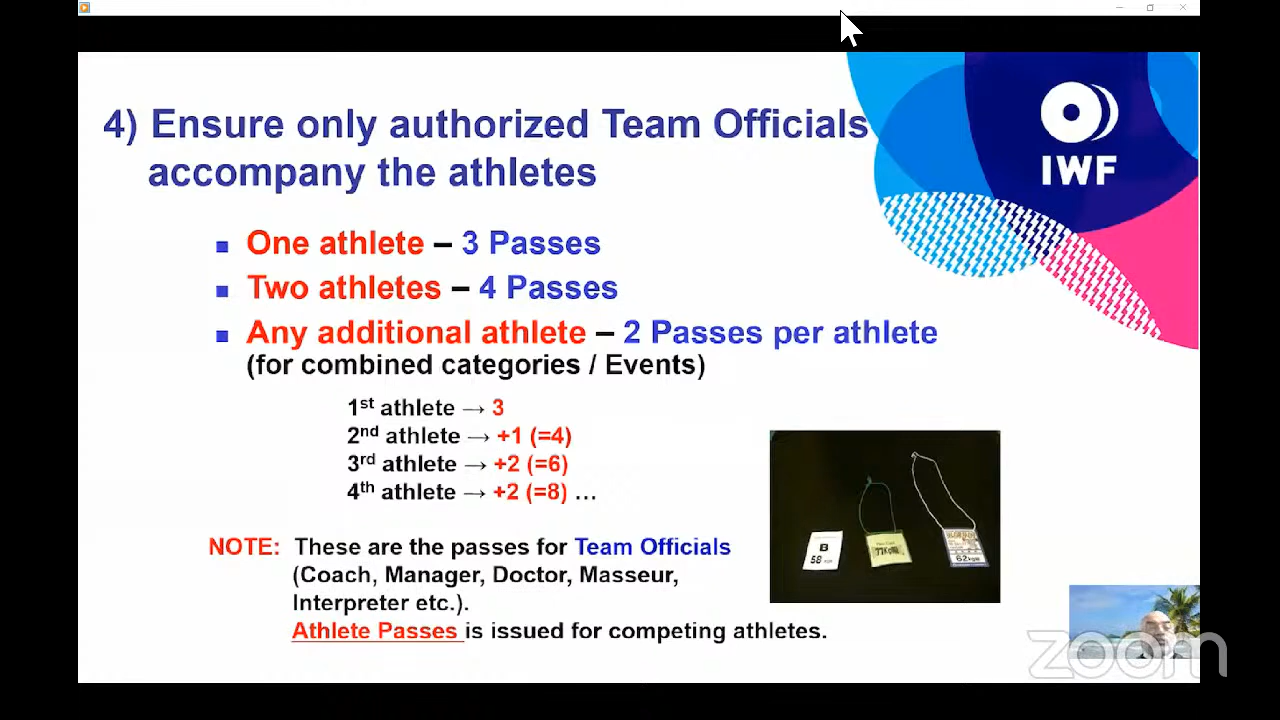 4) Ensure only authorized Team Officials
accompany the athletes
IWF
▪ One athlete – 3 Passes
▪ Two athletes – 4 Passes
▪ Any additional athlete – 2 Passes per athlete
(for combined categories / Events)
1st athlete → 3
2nd athlete → +1 (=4)
3rd athlete → +2 (=6)
4th athlete → +2 (=8) …
B
58 kgs
77KG
62kgs
NOTE: These are the passes for Team Officials
(Coach, Manager, Doctor, Masseur,
Interpreter etc.).
Athlete Passes is issued for competing athletes.
zoom